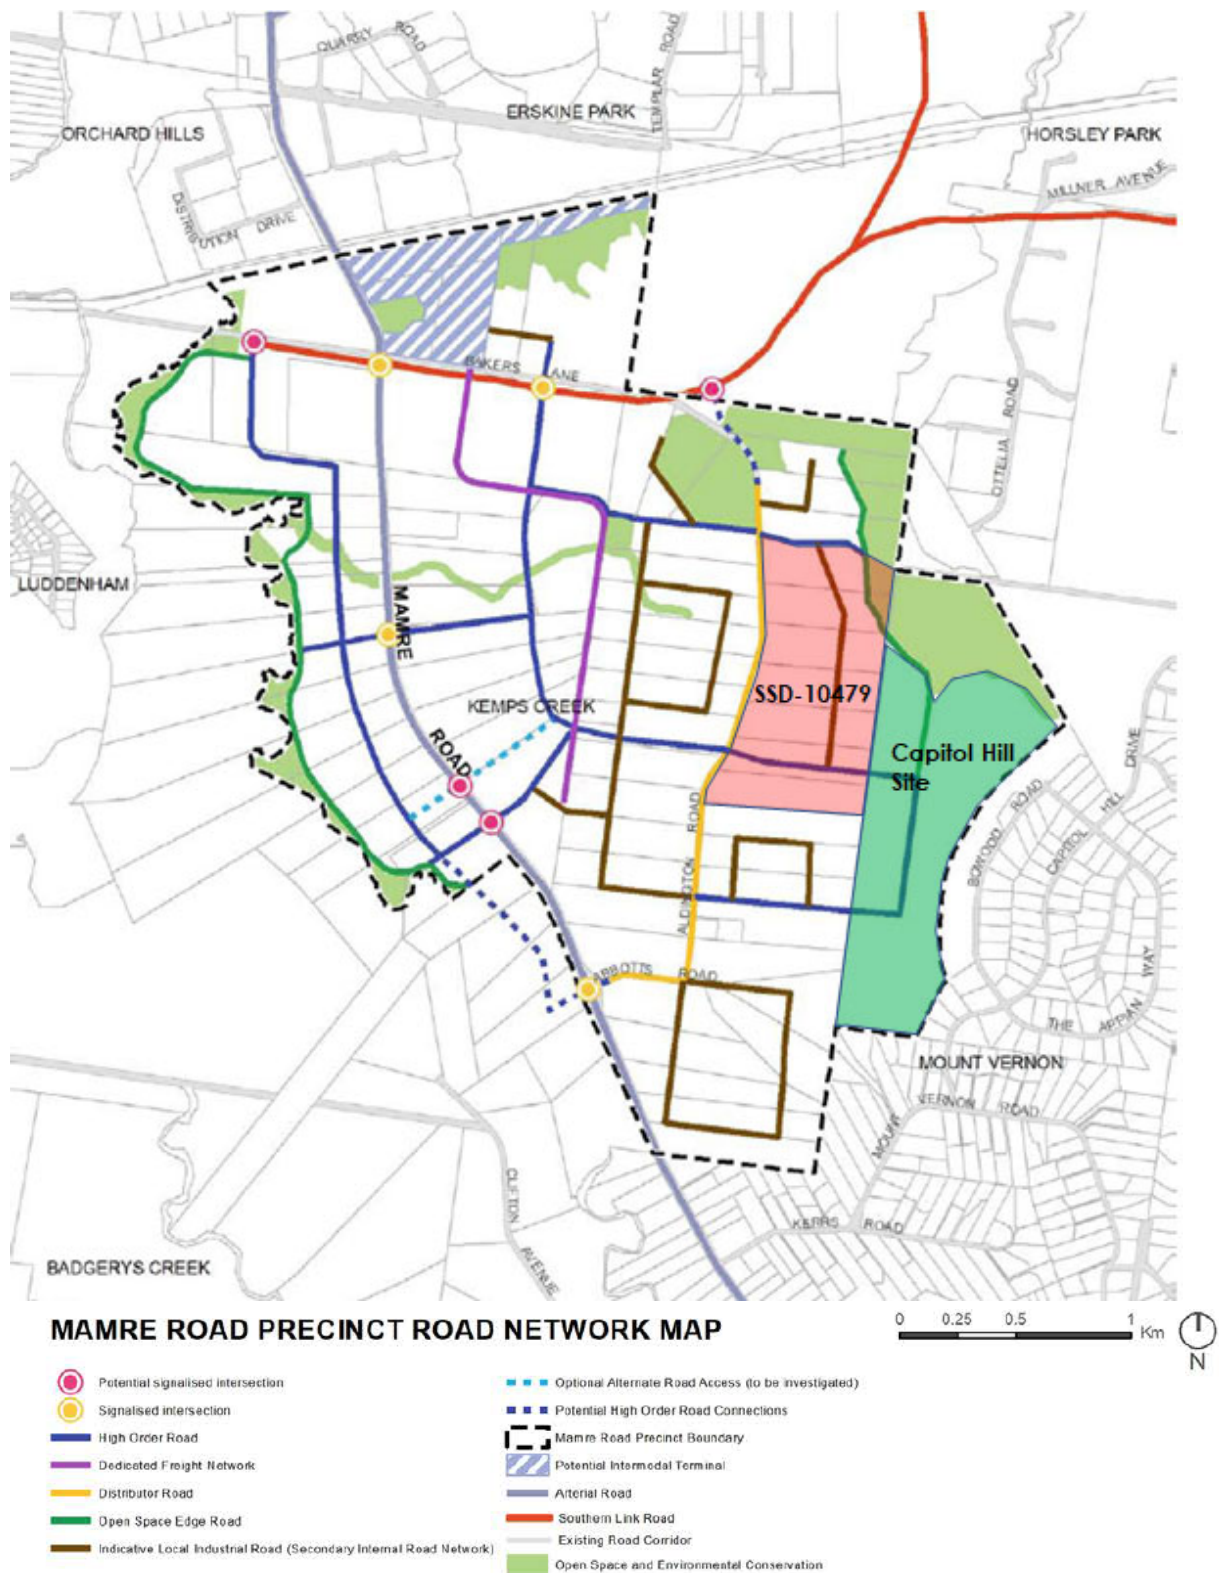 QUARRY ROAD
TEMPLAR ROAD
ERSKINE PARK
ORCHARD HILLS
HORSLEY PARK
MILLNER AVENUE
DISTRIBUTION DRIVE
BAKERS LANE
OTTELIA ROAD
LUDDENHAM
MAMRE
ROAD
KEMPS CREEK
SSD-10479
Capitol Hill
Site
ALDINGTON ROAD
BOWOOD ROAD
CAPITOL HILL DRIVE
ABBOTTS ROAD
THE APPIAN WAY
MOUNT VERNON
MOUNT VERNON ROAD
CLIFTON AVENUE
KERRS ROAD
BADGERYS CREEK
MAMRE ROAD PRECINCT ROAD NETWORK MAP
0 0.25 0.5 1 Km
N
Potential signalised intersection
Signalised intersection
High Order Road
Dedicated Freight Network
Distributor Road
Open Space Edge Road
Indicative Local Industrial Road (Secondary Internal Road Network)
Optional Alternate Road Access (to be investigated)
Potential High Order Road Connections
Mamre Road Precinct Boundary
Potential Intermodal Terminal
Arterial Road
Southern Link Road
Existing Road Corridor
Open Space and Environmental Conservation